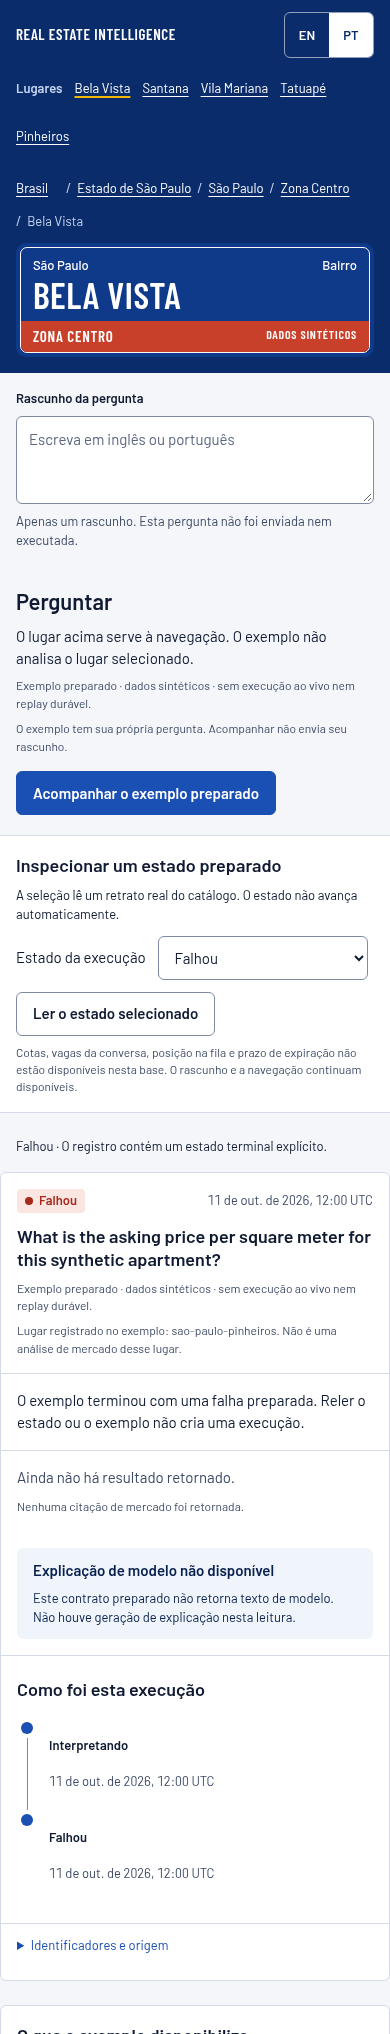 REAL ESTATE INTELLIGENCE
EN PT
Lugares Bela Vista Santana Vila Mariana Tatuapé
Pinheiros
Brasil / Estado de São Paulo / São Paulo / Zona Centro
/ Bela Vista
São Paulo Bairro
BELA VISTA
ZONA CENTRO DADOS SINTÉTICOS
Rascunho da pergunta
Escreva em inglês ou português
Apenas um rascunho. Esta pergunta não foi enviada nem
executada.
Perguntar
O lugar acima serve à navegação. O exemplo não
analisa o lugar selecionado.
Exemplo preparado · dados sintéticos · sem execução ao vivo nem
replay durável.
O exemplo tem sua própria pergunta. Acompanhar não envia seu
rascunho.
Acompanhar o exemplo preparado
Inspecionar um estado preparado
A seleção lê um retrato real do catálogo. O estado não avança
automaticamente.
Estado da execução Falhou
Ler o estado selecionado
Cotas, vagas da conversa, posição na fila e prazo de expiração não
estão disponíveis nesta base. O rascunho e a navegação continuam
disponíveis.
Falhou · O registro contém um estado terminal explícito.
Falhou 11 de out. de 2026, 12:00 UTC
What is the asking price per square meter for
this synthetic apartment?
Exemplo preparado · dados sintéticos · sem execução ao vivo nem
replay durável.
Lugar registrado no exemplo: sao-paulo-pinheiros. Não é uma
análise de mercado desse lugar.
O exemplo terminou com uma falha preparada. Reler o
estado ou o exemplo não cria uma execução.
Ainda não há resultado retornado.
Nenhuma citação de mercado foi retornada.
Explicação de modelo não disponível
Este contrato preparado não retorna texto de modelo.
Não houve geração de explicação nesta leitura.
Como foi esta execução
Interpretando
11 de out. de 2026, 12:00 UTC
Falhou
11 de out. de 2026, 12:00 UTC
Identificadores e origem